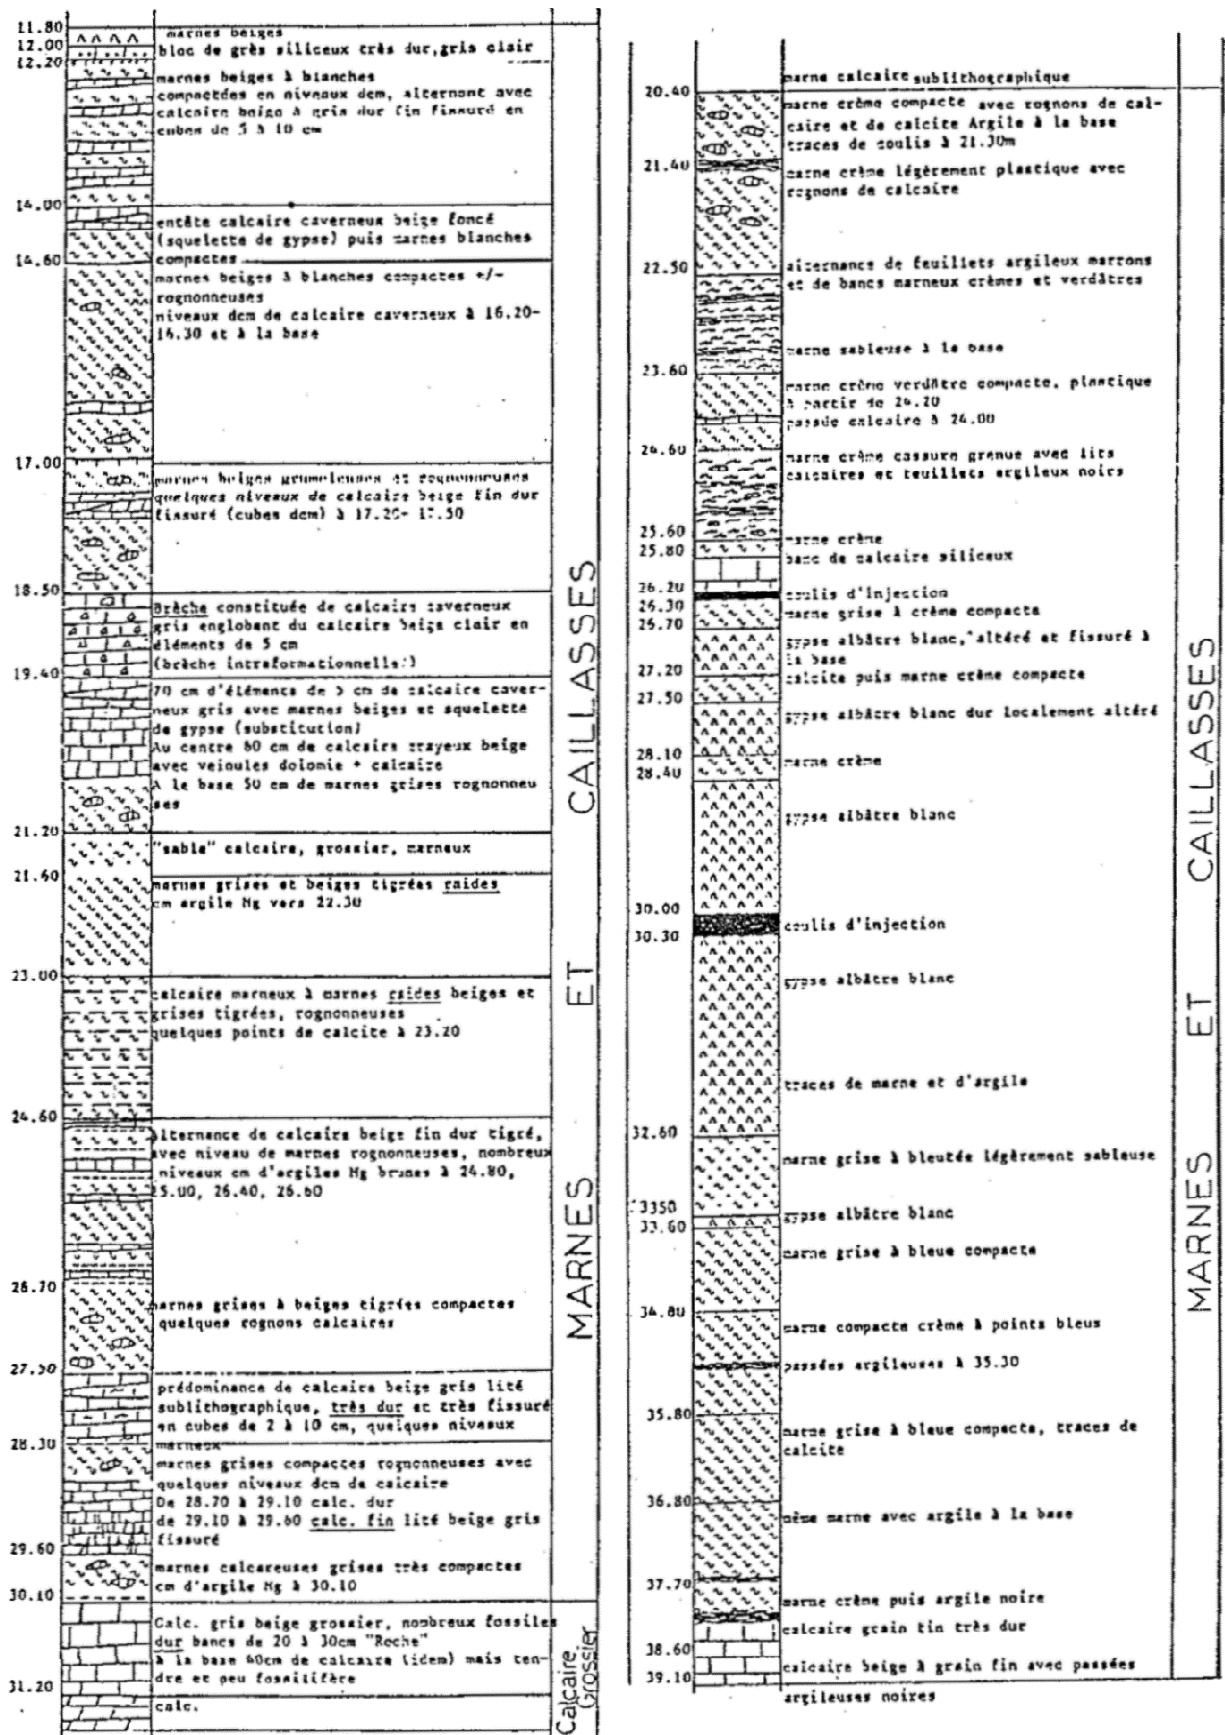 11.80
marnes beiges
12.00
bloc de grès siliceux très dur, gris clair
12.20
marnes beiges à blanches
compactées en niveaux dcm, alternant avec
calcaire beige à gris dur fin fissuré en
cubes de 5 à 10 cm
14.00
entête calcaire caverneux beige foncé
(squelette de gypse) puis marnes blanches
compactes
14.60
marnes beiges à blanches compactes +/-
rognonneuses
niveaux dcm de calcaire caverneux à 16.20-
16.30 et à la base
17.00
marnes beiges grumeleuses et rognonneuses
quelques niveaux de calcaire beige fin dur
fissuré (cubes dcm) à 17.20- 17.50
18.50
Brèche constituée de calcaire caverneux
gris englobant du calcaire beige clair en
éléments de 5 cm
(brèche intraformationnelle?)
19.40
70 cm d'éléments de 5 cm de calcaire caver-
neux gris avec marnes beiges et squelette
de gypse (substitution)
Au centre 60 cm de calcaire crayeux beige
avec veinules dolomie + calcaire
A le base 50 cm de marnes grises rognonneu
ses
21.20
"sable" calcaire, grossier, marneux
21.60
marnes grises et beiges tigrées raides
cm argile Mg vers 22.30
23.00
calcaire marneux à marnes raides beiges et
grises tigrées, rognonneuses
quelques points de calcite à 23.20
24.60
alternance de calcaire beige fin dur tigré,
avec niveau de marnes rognonneuses, nombreux
niveaux cm d'argiles Mg brunes à 24.80,
25.00, 26.40, 26.60
26.70
marnes grises à beiges tigrées compactes
quelques rognons calcaires
27.50
prédominance de calcaire beige gris lité
sublithographique, très dur et très fissuré
en cubes de 2 à 10 cm, quelques niveaux
marneux
28.30
marnes grises compactes rognonneuses avec
quelques niveaux dcm de calcaire
De 28.70 à 29.10 calc. dur
de 29.10 à 29.60 calc. fin lité beige gris
fissuré
29.60
marnes calcareuses grises très compactes
cm d'argile Mg à 30.10
30.10
Calc. gris beige grossier, nombreux fossiles
dur bancs de 20 à 30cm "Roche"
à la base 60cm de calcaire (idem) mais ten-
dre et peu fossilifère
31.20
calc.
MARNES ET CAILLASSES
Calcaire
Grossier
marne calcaire sublithographique
20.40
marne crème compacte avec rognons de cal-
caire et de calcite Argile à la base
traces de coulis à 21.30m
21.40
marne crème légèrement plastique avec
rognons de calcaire
22.50
alternance de feuillets argileux marrons
et de bancs marneux crèmes et verdâtres
marne sableuse à la base
23.60
marne crème verdâtre compacte, plastique
à partir de 24.20
passée calcaire à 24.00
24.60
marne crème cassure grenue avec lits
calcaires et feuillets argileux noirs
25.60
marne crème
25.80
banc de calcaire siliceux
26.20
coulis d'injection
26.30
marne grise à crème compacte
26.70
gypse albâtre blanc, altéré et fissuré à
la base
27.20
calcite puis marne crème compacte
27.50
gypse albâtre blanc dur localement altéré
28.10
marne crème
28.40
gypse albâtre blanc
30.00
coulis d'injection
30.30
gypse albâtre blanc
traces de marne et d'argile
32.60
marne grise à bleutée légèrement sableuse
3350
gypse albâtre blanc
33.60
marne grise à bleue compacte
34.80
marne compacte crème à points bleus
passées argileuses à 35.30
35.80
marne grise à bleue compacte, traces de
calcite
36.80
même marne avec argile à la base
37.70
marne crème puis argile noire
calcaire grain fin très dur
38.60
calcaire beige à grain fin avec passées
39.10
argileuses noires
MARNES ET CAILLASSES